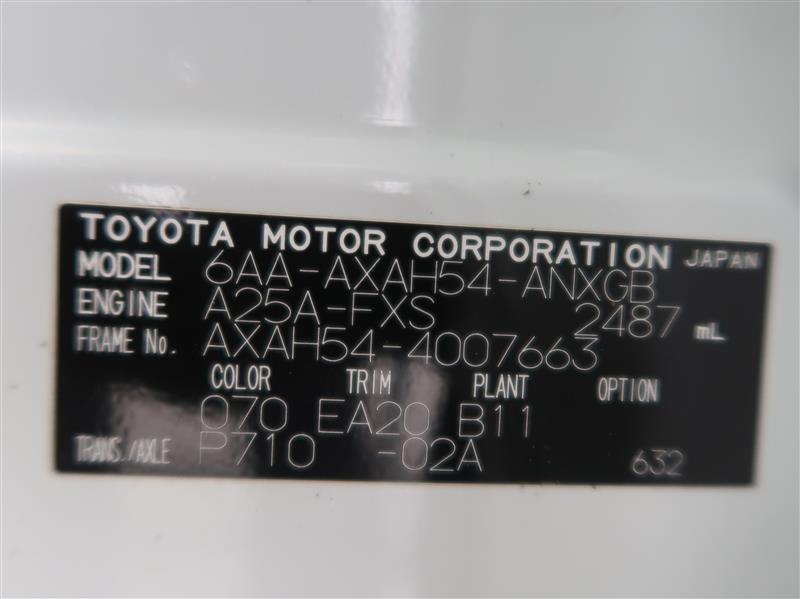 TOYOTA MOTOR CORPORATION JAPAN
MODEL 6AA-AXAH54-ANXGB
ENGINE A25A-FXS 2487 mL
FRAME No. AXAH54-4007663
COLOR TRIM PLANT OPTION
070 EA20 B11
TRANS./AXLE P710 -02A 632